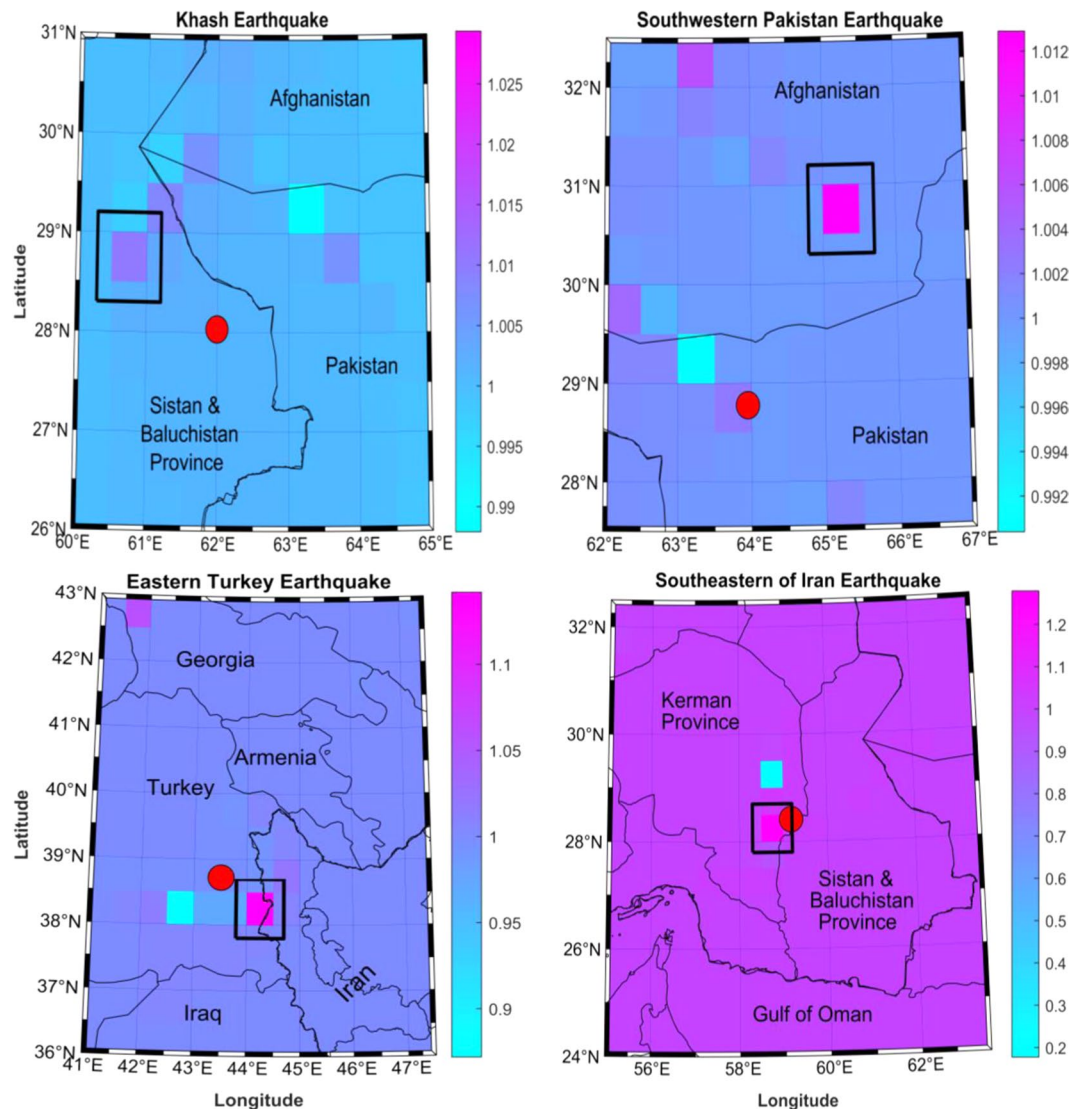 Khash Earthquake
31°N
30°N
29°N
28°N
27°N
26°N
Latitude
60°E
61°E
62°E
63°E
64°E
65°E
Afghanistan
Pakistan
Sistan &
Baluchistan
Province
1.025
1.02
1.015
1.01
1.005
1
0.995
0.99
Southwestern Pakistan Earthquake
32°N
31°N
30°N
29°N
28°N
62°E
63°E
64°E
65°E
66°E
67°E
Afghanistan
Pakistan
1.012
1.01
1.008
1.006
1.004
1.002
1
0.998
0.996
0.994
0.992
Eastern Turkey Earthquake
43°N
42°N
41°N
40°N
39°N
38°N
37°N
36°N
Latitude
41°E
42°E
43°E
44°E
45°E
46°E
47°E
Longitude
Georgia
Armenia
Turkey
Iran
Iraq
1.1
1.05
1
0.95
0.9
Southeastern of Iran Earthquake
32°N
30°N
28°N
26°N
24°N
56°E
58°E
60°E
62°E
Longitude
Kerman
Province
Sistan &
Baluchistan
Province
Gulf of Oman
1.2
1.1
1
0.9
0.8
0.7
0.6
0.5
0.4
0.3
0.2